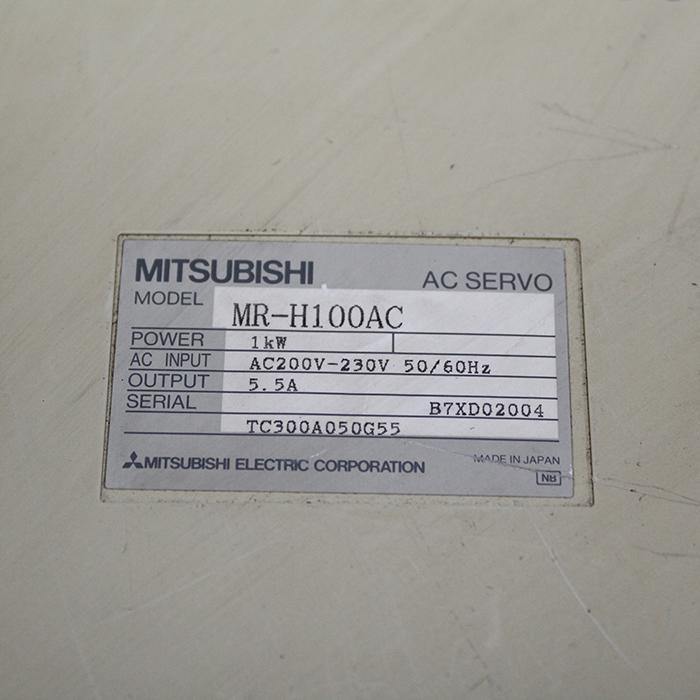 MITSUBISHI AC SERVO
MODEL MR-H100AC
POWER 1kW
AC INPUT AC200V-230V 50/60Hz
OUTPUT 5.5A
SERIAL B7XD02004
TC300A050G55
MITSUBISHI ELECTRIC CORPORATION MADE IN JAPAN